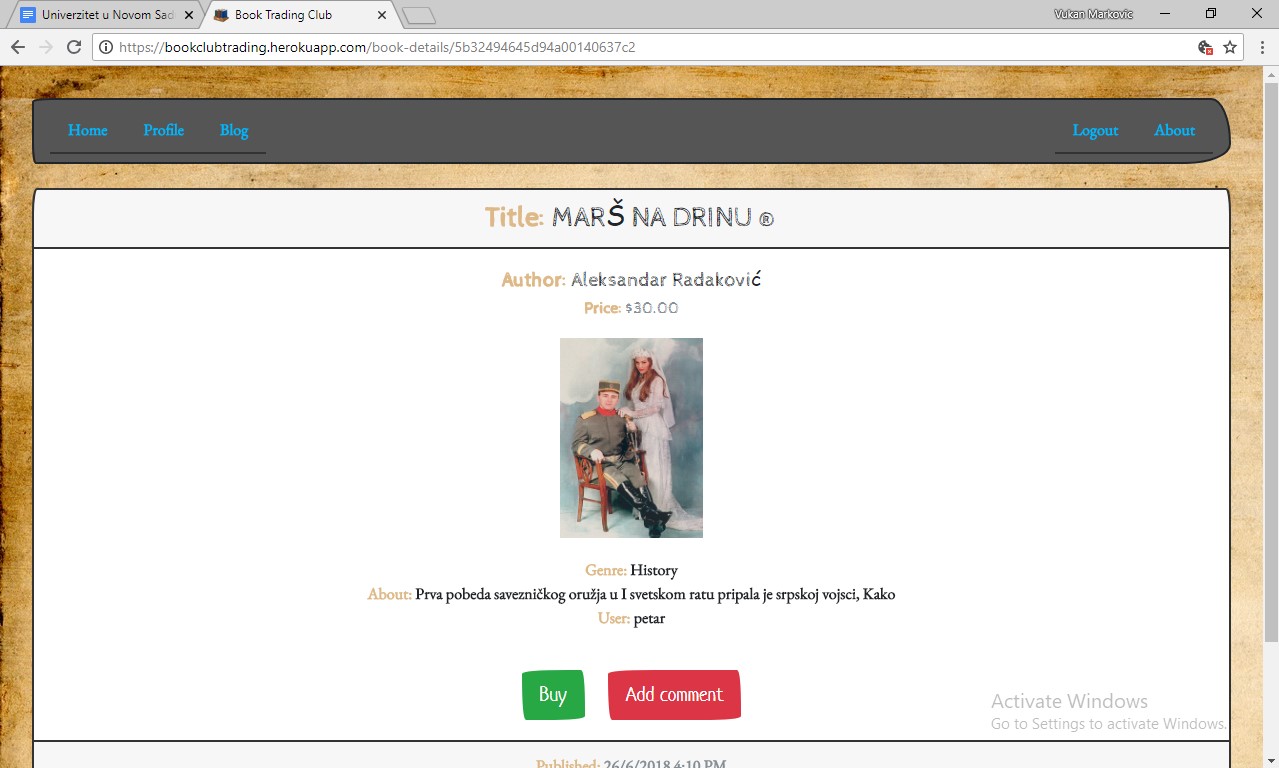 Univerzitet u Novom Sad
Book Trading Club
Vukan Markovic
https://bookclubtrading.herokuapp.com/book-details/5b32494645d94a00140637c2
Home Profile Blog Logout About
Title: MARŠ NA DRINU ®
Author: Aleksandar Radaković
Price: $30.00
Genre: History
About: Prva pobeda savezničkog oružja u I svetskom ratu pripala je srpskoj vojsci, Kako
User: petar
Buy Add comment
Activate Windows
Go to Settings to activate Windows.
Published: 26/6/2018 4:10 PM